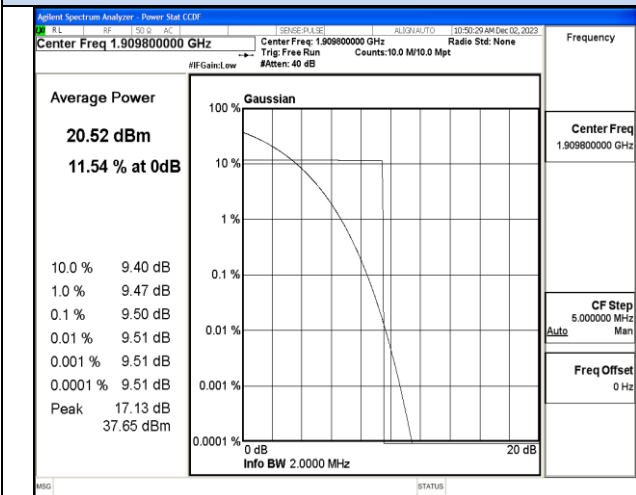 Agilent Spectrum Analyzer - Power Stat CCDF
RL RF 50 Ω AC SENSE:PULSE ALIGNAUTO 10:50:29 AM Dec 02, 2023
Center Freq 1.909800000 GHz
Center Freq: 1.909800000 GHz Radio Std: None
Trig: Free Run Counts:10.0 M/10.0 Mpt
#IFGain:Low #Atten: 40 dB
Frequency
Average Power
20.52 dBm
11.54 % at 0dB
10.0 % 9.40 dB
1.0 % 9.47 dB
0.1 % 9.50 dB
0.01 % 9.51 dB
0.001 % 9.51 dB
0.0001 % 9.51 dB
Peak 17.13 dB
37.65 dBm
Gaussian
100 %
10 %
1 %
0.1 %
0.01 %
0.001 %
0.0001 %
0 dB 20 dB
Info BW 2.0000 MHz
Center Freq
1.909800000 GHz
CF Step
5.000000 MHz
Auto Man
Freq Offset
0 Hz
MSG STATUS